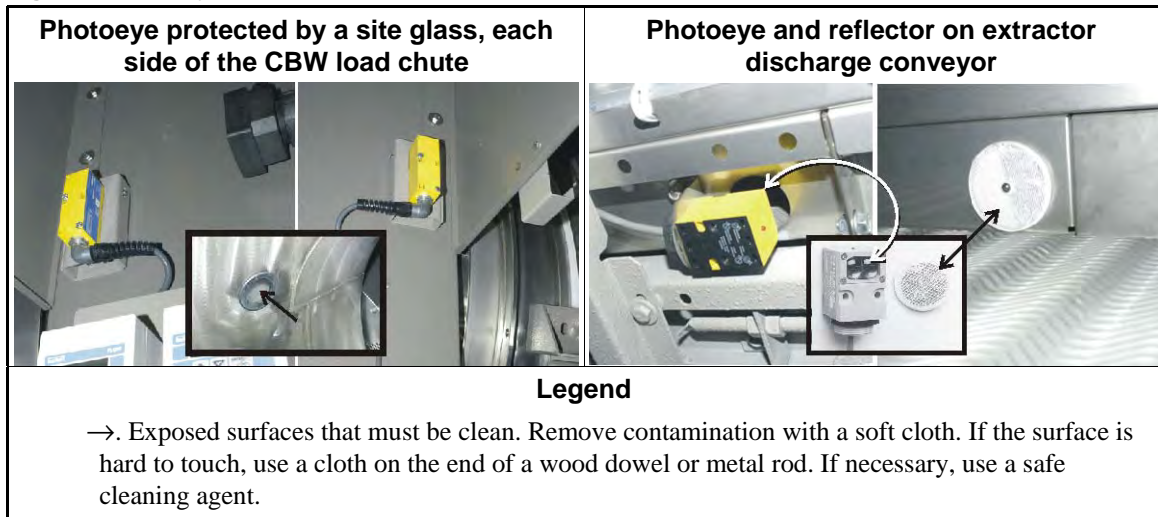 Photoeye protected by a site glass, each
side of the CBW load chute
Photoeye and reflector on extractor
discharge conveyor
Legend
→. Exposed surfaces that must be clean. Remove contamination with a soft cloth. If the surface is
hard to touch, use a cloth on the end of a wood dowel or metal rod. If necessary, use a safe
cleaning agent.